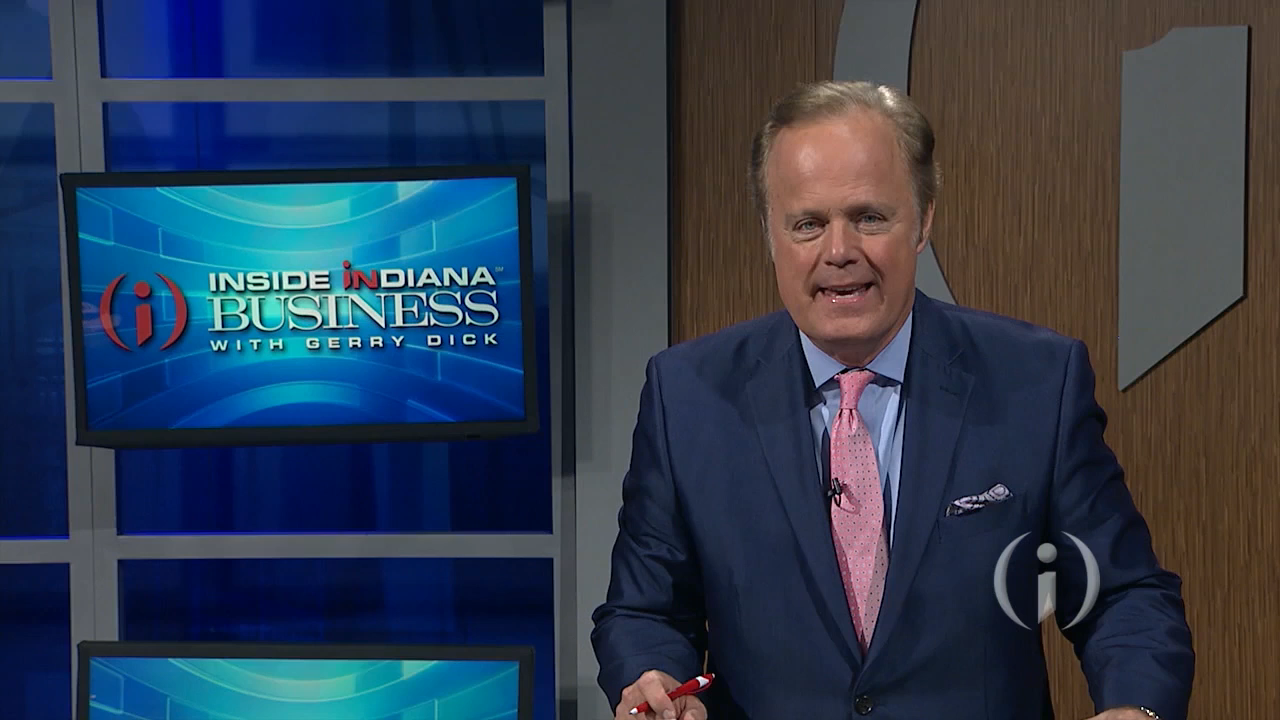 INSIDE INDIANA
BUSINESS
WITH GERRY DICK